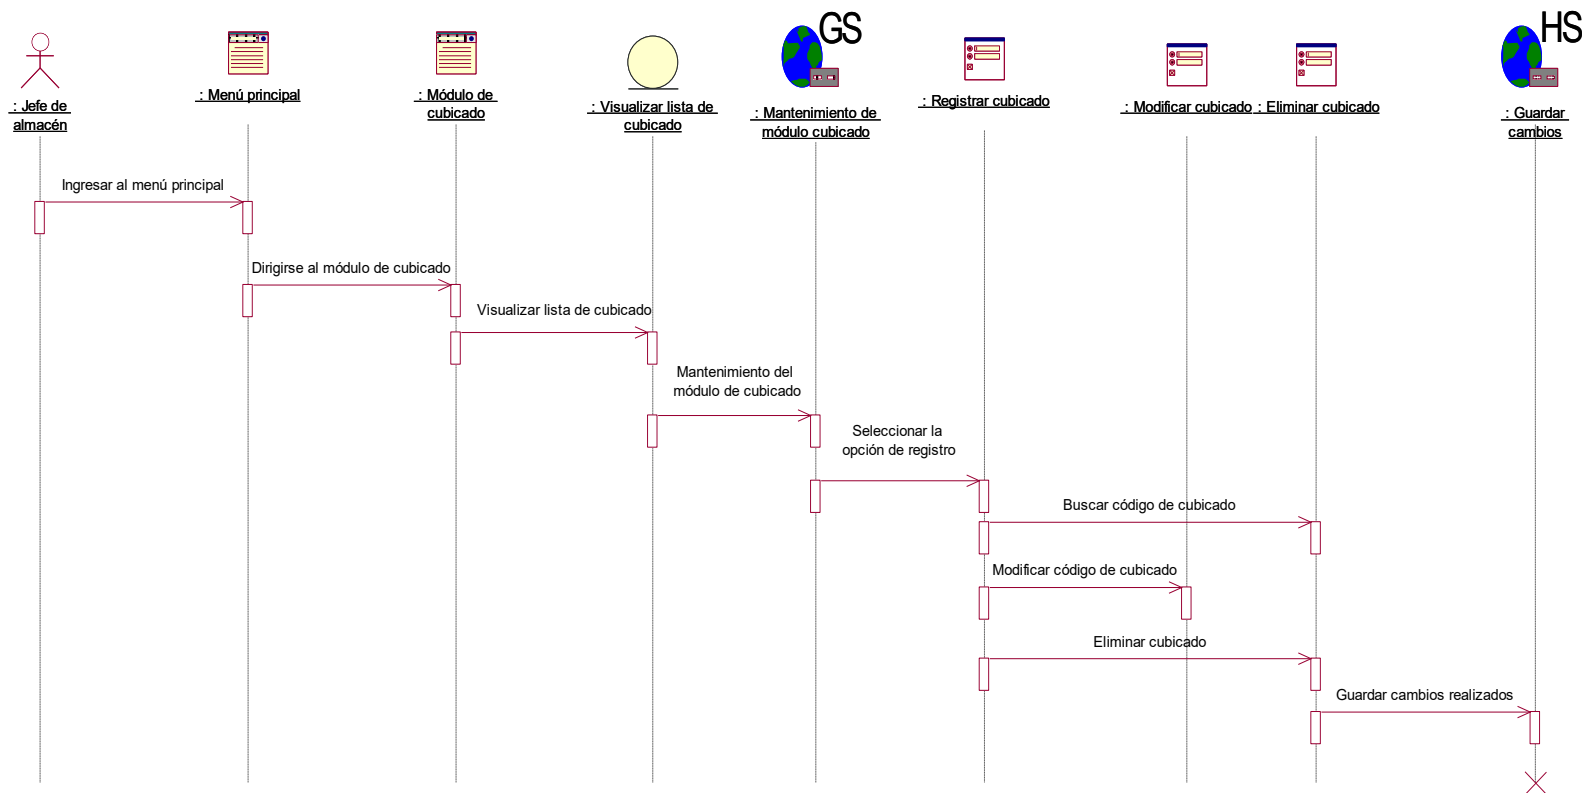 GS
HS
: Jefe de
almacén
: Menú principal
: Módulo de
cubicado
: Visualizar lista de
cubicado
: Mantenimiento de
módulo cubicado
: Registrar cubicado
: Modificar cubicado
: Eliminar cubicado
: Guardar
cambios
Ingresar al menú principal
Dirigirse al módulo de cubicado
Visualizar lista de cubicado
Mantenimiento del
módulo de cubicado
Seleccionar la
opción de registro
Buscar código de cubicado
Modificar código de cubicado
Eliminar cubicado
Guardar cambios realizados